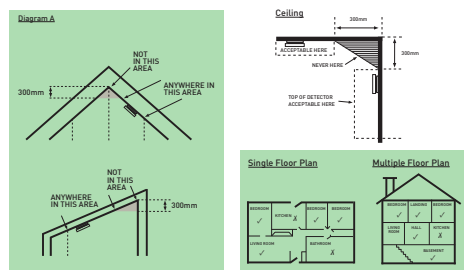 Diagram A
NOT
IN THIS
AREA
ANYWHERE IN
THIS AREA
300mm
NOT
IN THIS
AREA
ANYWHERE
IN THIS AREA
300mm
Ceiling
300mm
ACCEPTABLE HERE
300mm
NEVER HERE
TOP OF DETECTOR
ACCEPTABLE HERE
Single Floor Plan
BEDROOM
KITCHEN
BEDROOM
BEDROOM
LIVING ROOM
BATHROOM
Multiple Floor Plan
BEDROOM
LANDING
BEDROOM
LIVING
ROOM
HALL
KITCHEN
BASEMENT